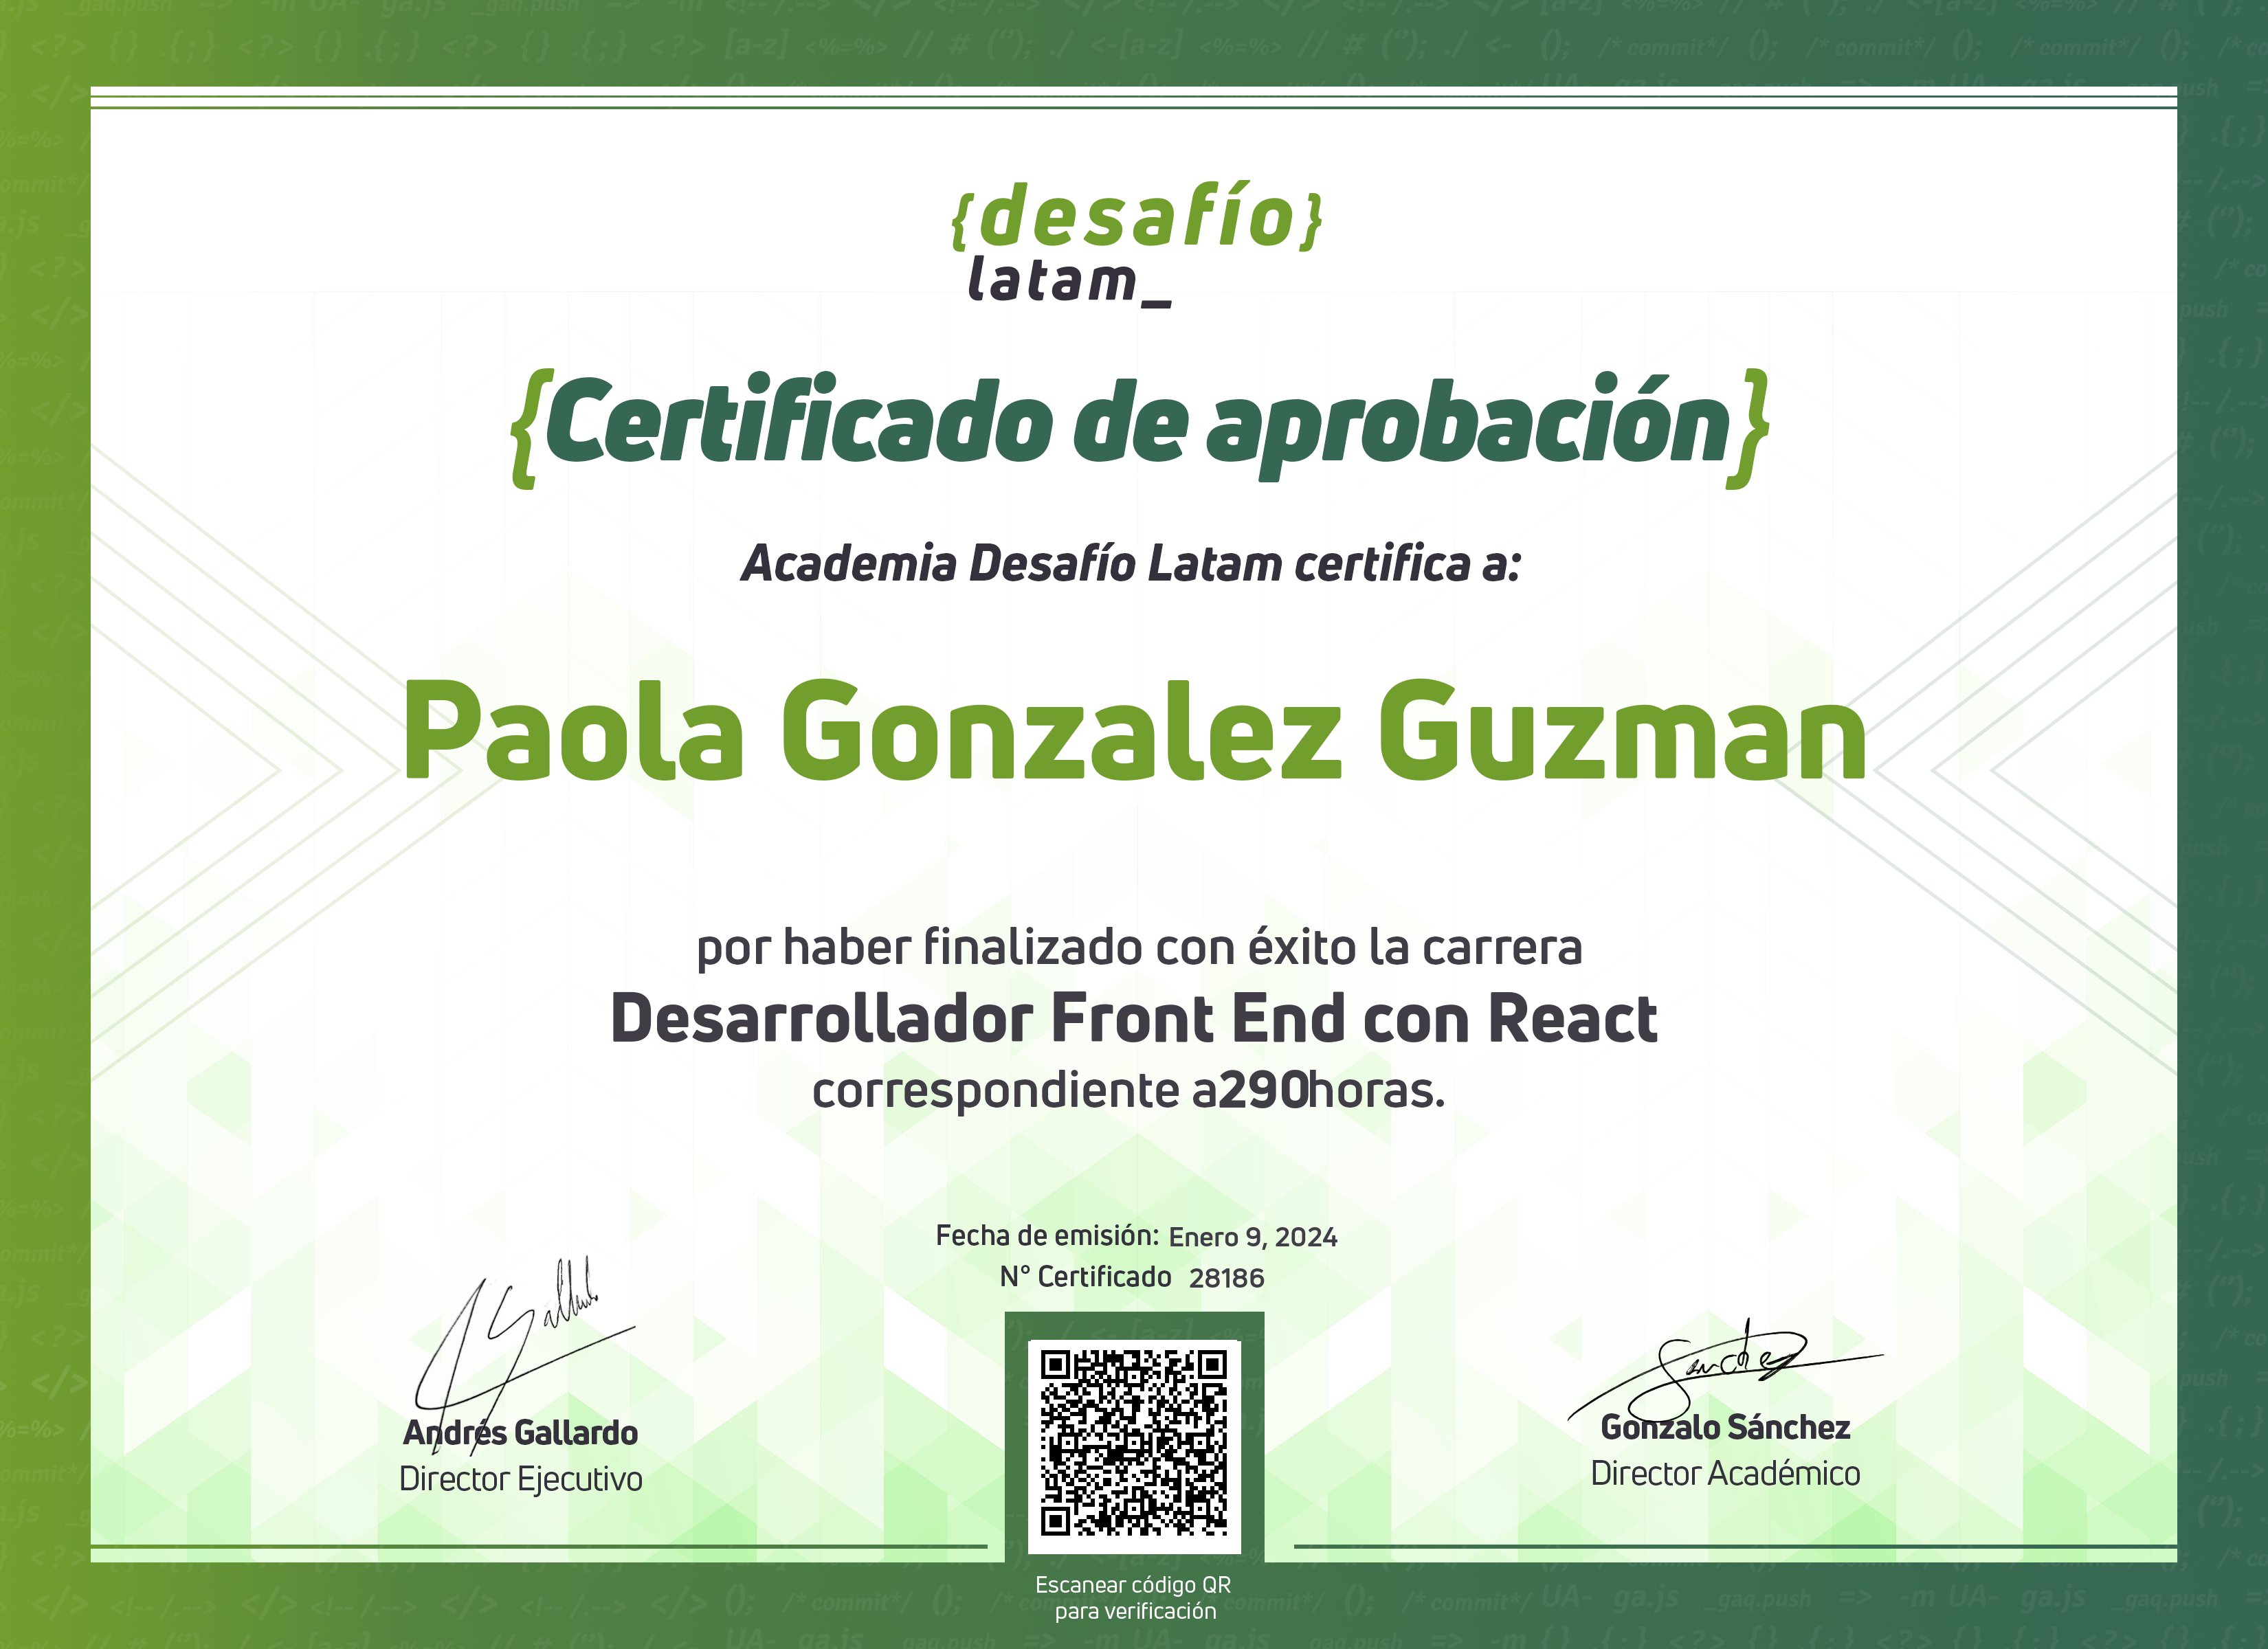 {desafío}
latam_
{Certificado de aprobación}
Academia Desafío Latam certifica a:
Paola Gonzalez Guzman
por haber finalizado con éxito la carrera
Desarrollador Front End con React
correspondiente a290horas.
Fecha de emisión: Enero 9, 2024
N° Certificado 28186
Andrés Gallardo
Director Ejecutivo
Gonzalo Sánchez
Director Académico
Escanear código QR
para verificación